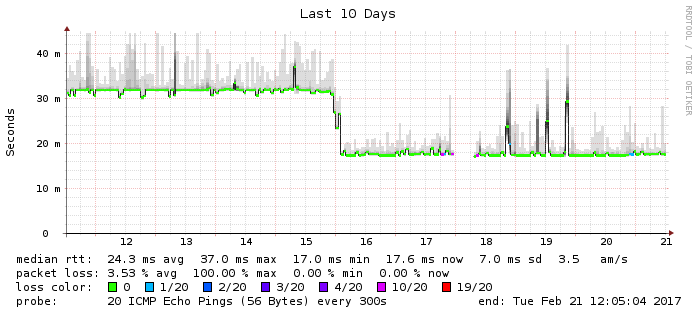 Last 10 Days
RRDTOOL / TOBI OETIKER
Seconds
40 m
30 m
20 m
10 m
0
12 13 14 15 16 17 18 19 20 21
median rtt: 24.3 ms avg 37.0 ms max 17.0 ms min 17.6 ms now 7.0 ms sd 3.5 am/s
packet loss: 3.53 % avg 100.00 % max 0.00 % min 0.00 % now
loss color: 0 1/20 2/20 3/20 4/20 10/20 19/20
probe: 20 ICMP Echo Pings (56 Bytes) every 300s end: Tue Feb 21 12:05:04 2017